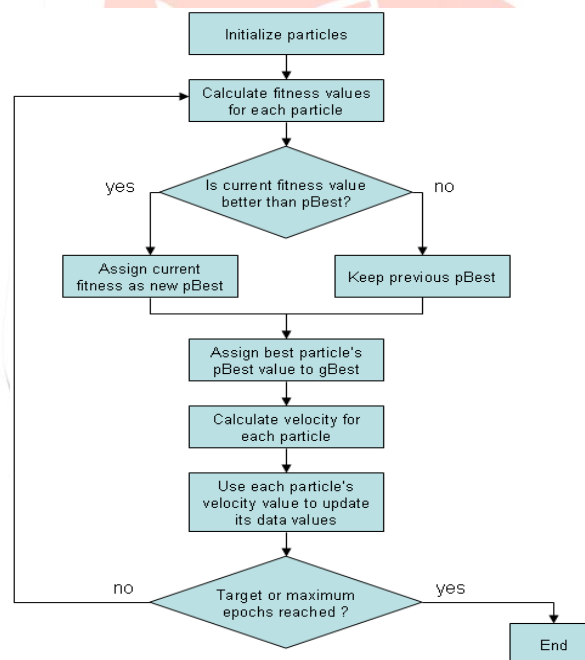 Initialize particles
Calculate fitness values
for each particle
Is current fitness value
better than pBest?
yes
no
Assign current
fitness as new pBest
Keep previous pBest
Assign best particle's
pBest value to gBest
Calculate velocity for
each particle
Use each particle's
velocity value to update
its data values
Target or maximum
epochs reached ?
no
yes
End